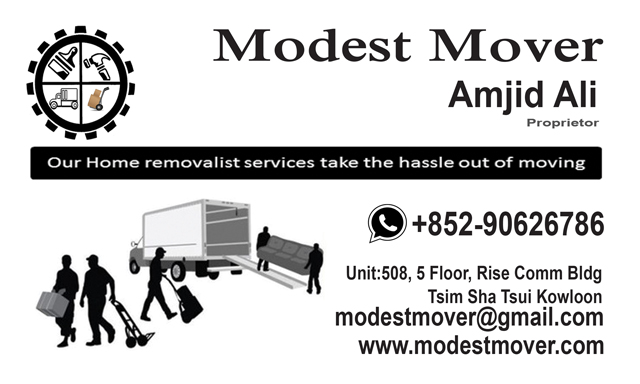 Modest Mover
Amjid Ali
Proprietor
Our Home removalist services take the hassle out of moving
+852-90626786
Unit:508, 5 Floor, Rise Comm Bldg
Tsim Sha Tsui Kowloon
modestmover@gmail.com
www.modestmover.com